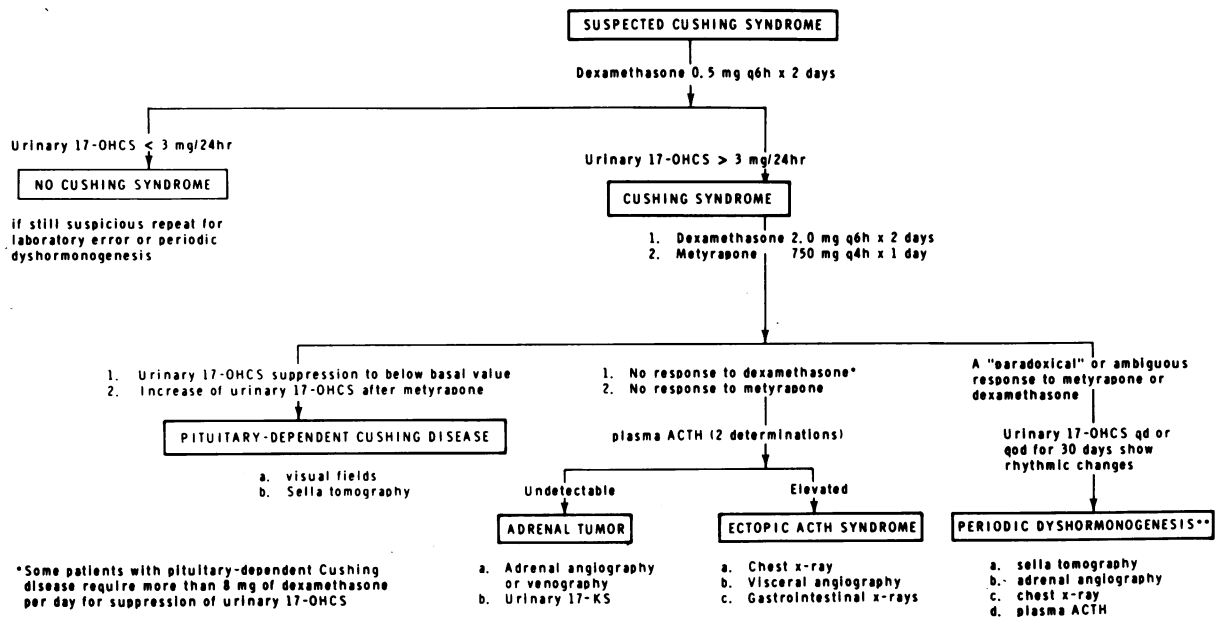 SUSPECTED CUSHING SYNDROME
Dexamethasone 0.5 mg q6h x 2 days
Urinary 17-OHCS < 3 mg/24hr
NO CUSHING SYNDROME
if still suspicious repeat for
laboratory error or periodic
dyshormonogenesis
Urinary 17-OHCS > 3 mg/24hr
CUSHING SYNDROME
1. Dexamethasone 2.0 mg q6h x 2 days
2. Metyrapone 750 mg q4h x 1 day
1. Urinary 17-OHCS suppression to below basal value
2. Increase of urinary 17-OHCS after metyrapone
PITUITARY-DEPENDENT CUSHING DISEASE
a. visual fields
b. Sella tomography
1. No response to dexamethasone*
2. No response to metyrapone
plasma ACTH (2 determinations)
Undetectable
ADRENAL TUMOR
a. Adrenal angiography
or venography
b. Urinary 17-KS
Elevated
ECTOPIC ACTH SYNDROME
a. Chest x-ray
b. Visceral angiography
c. Gastrointestinal x-rays
A "paradoxical" or ambiguous
response to metyrapone or
dexamethasone
Urinary 17-OHCS qd or
qod for 30 days show
rhythmic changes
PERIODIC DYSHORMONOGENESIS**
a. sella tomography
b. adrenal angiography
c. chest x-ray
d. plasma ACTH
*Some patients with pituitary-dependent Cushing
disease require more than 8 mg of dexamethasone
per day for suppression of urinary 17-OHCS